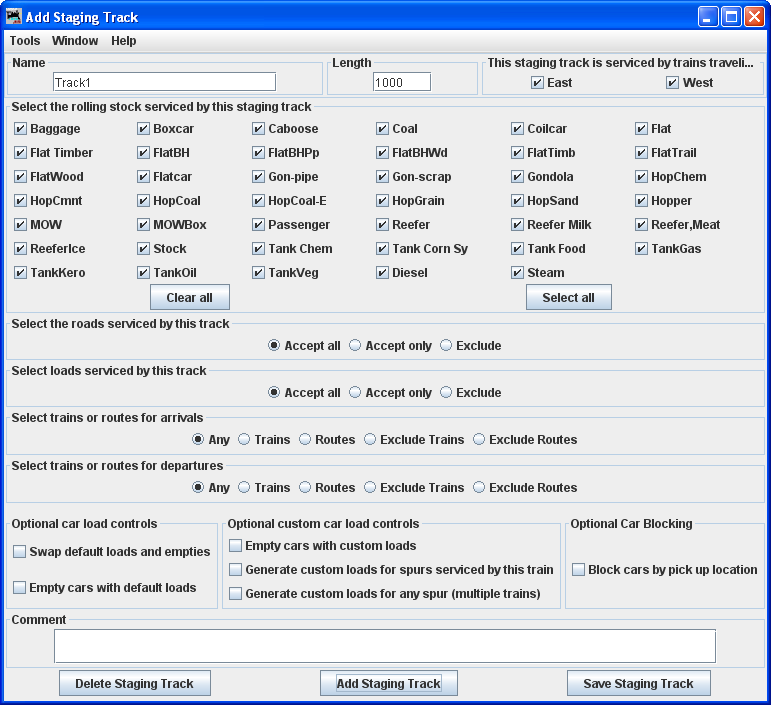 Add Staging Track
Tools Window Help
Name Length This staging track is serviced by trains traveli...
Track1 1000 East West
Select the rolling stock serviced by this staging track
Baggage Boxcar Caboose Coal Coilcar Flat
Flat Timber FlatBH FlatBHPp FlatBHWd FlatTimb FlatTrail
FlatWood Flatcar Gon-pipe Gon-scrap Gondola HopChem
HopCmnt HopCoal HopCoal-E HopGrain HopSand Hopper
MOW MOWBox Passenger Reefer Reefer Milk Reefer,Meat
ReeferIce Stock Tank Chem Tank Corn Sy Tank Food TankGas
TankKero TankOil TankVeg Diesel Steam
Clear all Select all
Select the roads serviced by this track
Accept all Accept only Exclude
Select loads serviced by this track
Accept all Accept only Exclude
Select trains or routes for arrivals
Any Trains Routes Exclude Trains Exclude Routes
Select trains or routes for departures
Any Trains Routes Exclude Trains Exclude Routes
Optional car load controls
Swap default loads and empties
Empty cars with default loads
Optional custom car load controls
Empty cars with custom loads
Generate custom loads for spurs serviced by this train
Generate custom loads for any spur (multiple trains)
Optional Car Blocking
Block cars by pick up location
Comment
Delete Staging Track Add Staging Track Save Staging Track